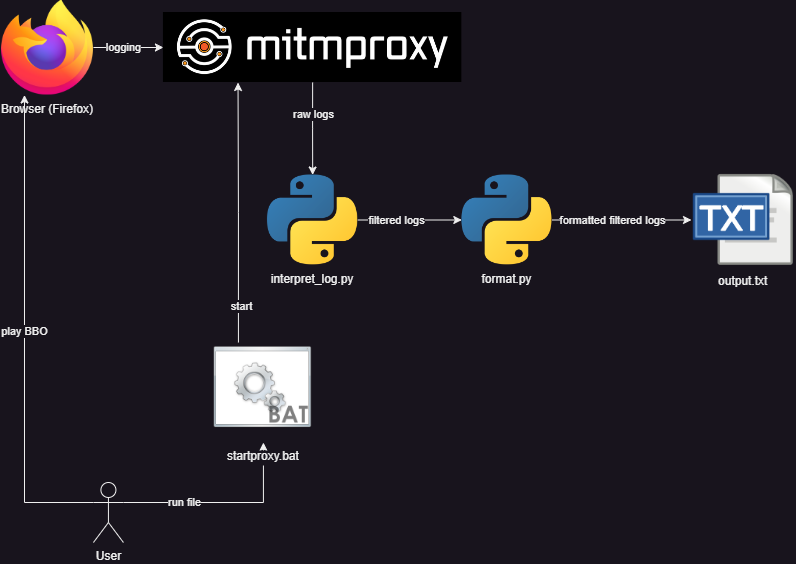 logging
mitmproxy
Browser (Firefox)
raw logs
filtered logs
formatted filtered logs
TXT
interpret_log.py
format.py
output.txt
start
play BBO
BAT
startproxy.bat
run file
User